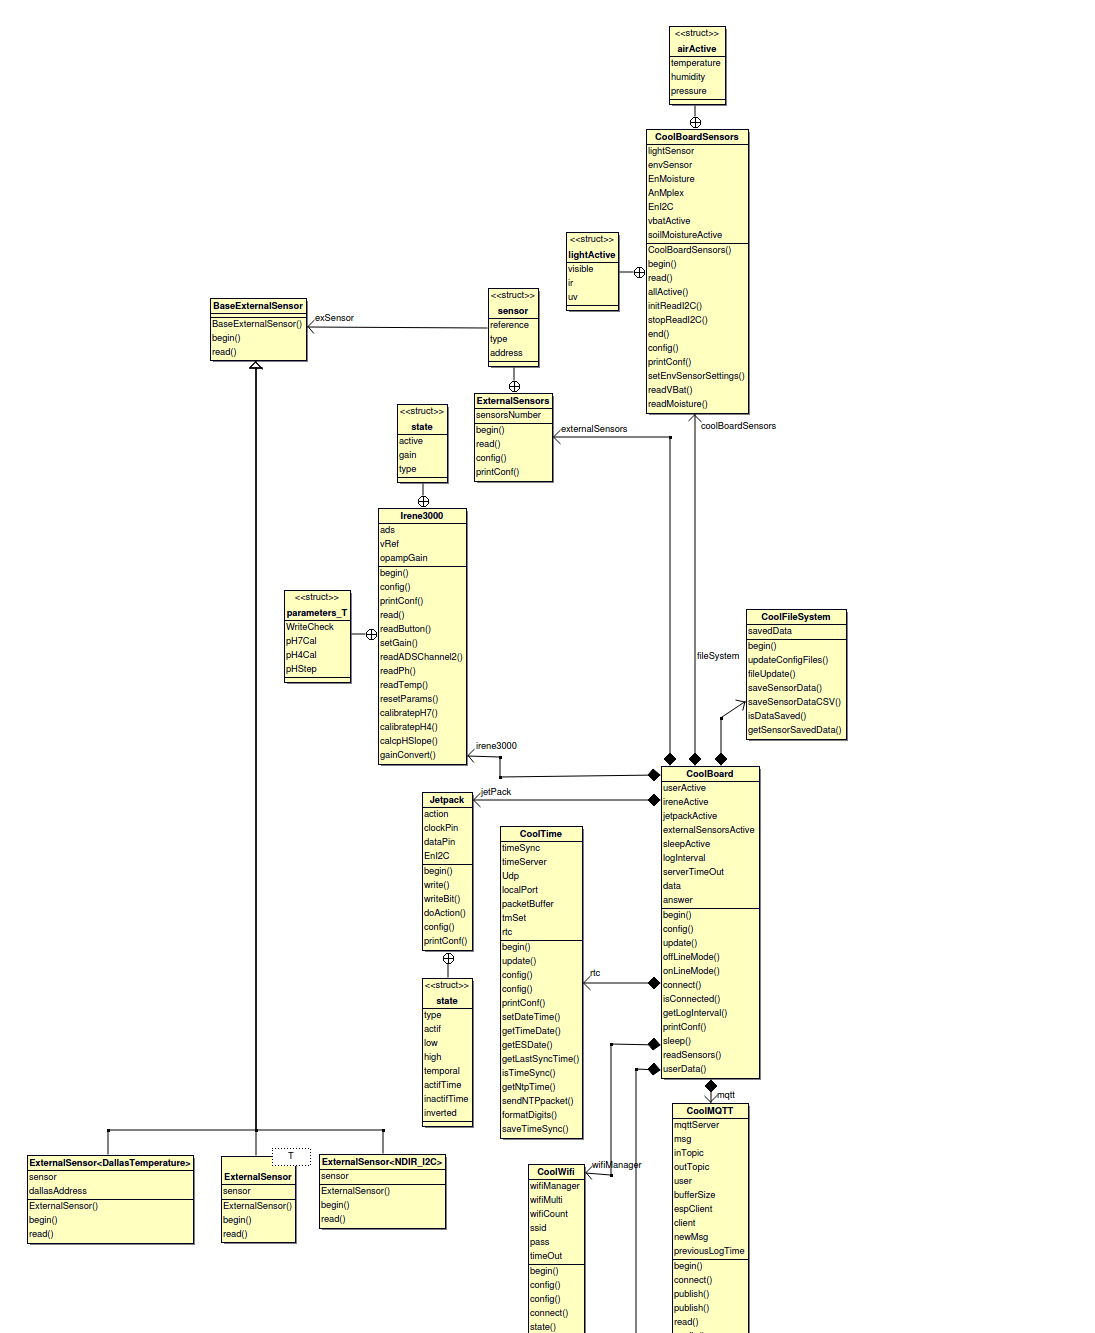 <<struct>>
airActive
temperature
humidity
pressure
CoolBoardSensors
lightSensor
envSensor
EnMoisture
AnMplex
EnI2C
vbatActive
soilMoistureActive
CoolBoardSensors()
begin()
read()
allActive()
initReadI2C()
stopReadI2C()
end()
config()
printConf()
setEnvSensorSettings()
readVBat()
readMoisture()
<<struct>>
lightActive
visible
ir
uv
<<struct>>
sensor
reference
type
address
BaseExternalSensor
BaseExternalSensor()
begin()
read()
exSensor
ExternalSensors
sensorsNumber
begin()
read()
config()
printConf()
externalSensors
coolBoardSensors
<<struct>>
state
active
gain
type
Irene3000
ads
vRef
opampGain
begin()
config()
printConf()
read()
readButton()
setGain()
readADSChannel2()
readPh()
readTemp()
resetParams()
calibratepH7()
calibratepH4()
calcpHSlope()
gainConvert()
<<struct>>
parameters_T
WriteCheck
pH7Cal
pH4Cal
pHStep
CoolFileSystem
savedData
begin()
updateConfigFiles()
fileUpdate()
saveSensorData()
saveSensorDataCSV()
isDataSaved()
getSensorSavedData()
fileSystem
irene3000
jetPack
CoolBoard
userActive
ireneActive
jetpackActive
externalSensorsActive
sleepActive
logInterval
serverTimeOut
data
answer
begin()
config()
update()
offLineMode()
onLineMode()
connect()
isConnected()
getLogInterval()
printConf()
sleep()
readSensors()
userData()
Jetpack
action
clockPin
dataPin
EnI2C
begin()
write()
writeBit()
doAction()
config()
printConf()
CoolTime
timeSync
timeServer
Udp
localPort
packetBuffer
tmSet
rtc
begin()
update()
config()
config()
printConf()
setDateTime()
getTimeDate()
getESDate()
getLastSyncTime()
isTimeSync()
getNtpTime()
sendNTPpacket()
formatDigits()
saveTimeSync()
rtc
<<struct>>
state
type
actif
low
high
temporal
actifTime
inactifTime
inverted
mqtt
CoolMQTT
mqttServer
msg
inTopic
outTopic
user
bufferSize
espClient
client
newMsg
previousLogTime
begin()
connect()
publish()
publish()
read()
wifiManager
CoolWifi
wifiManager
wifiMulti
wifiCount
ssid
pass
timeOut
begin()
config()
config()
connect()
state()
ExternalSensor<DallasTemperature>
sensor
dallasAddress
ExternalSensor()
begin()
read()
T
ExternalSensor
sensor
ExternalSensor()
begin()
read()
ExternalSensor<NDIR_I2C>
sensor
ExternalSensor()
begin()
read()